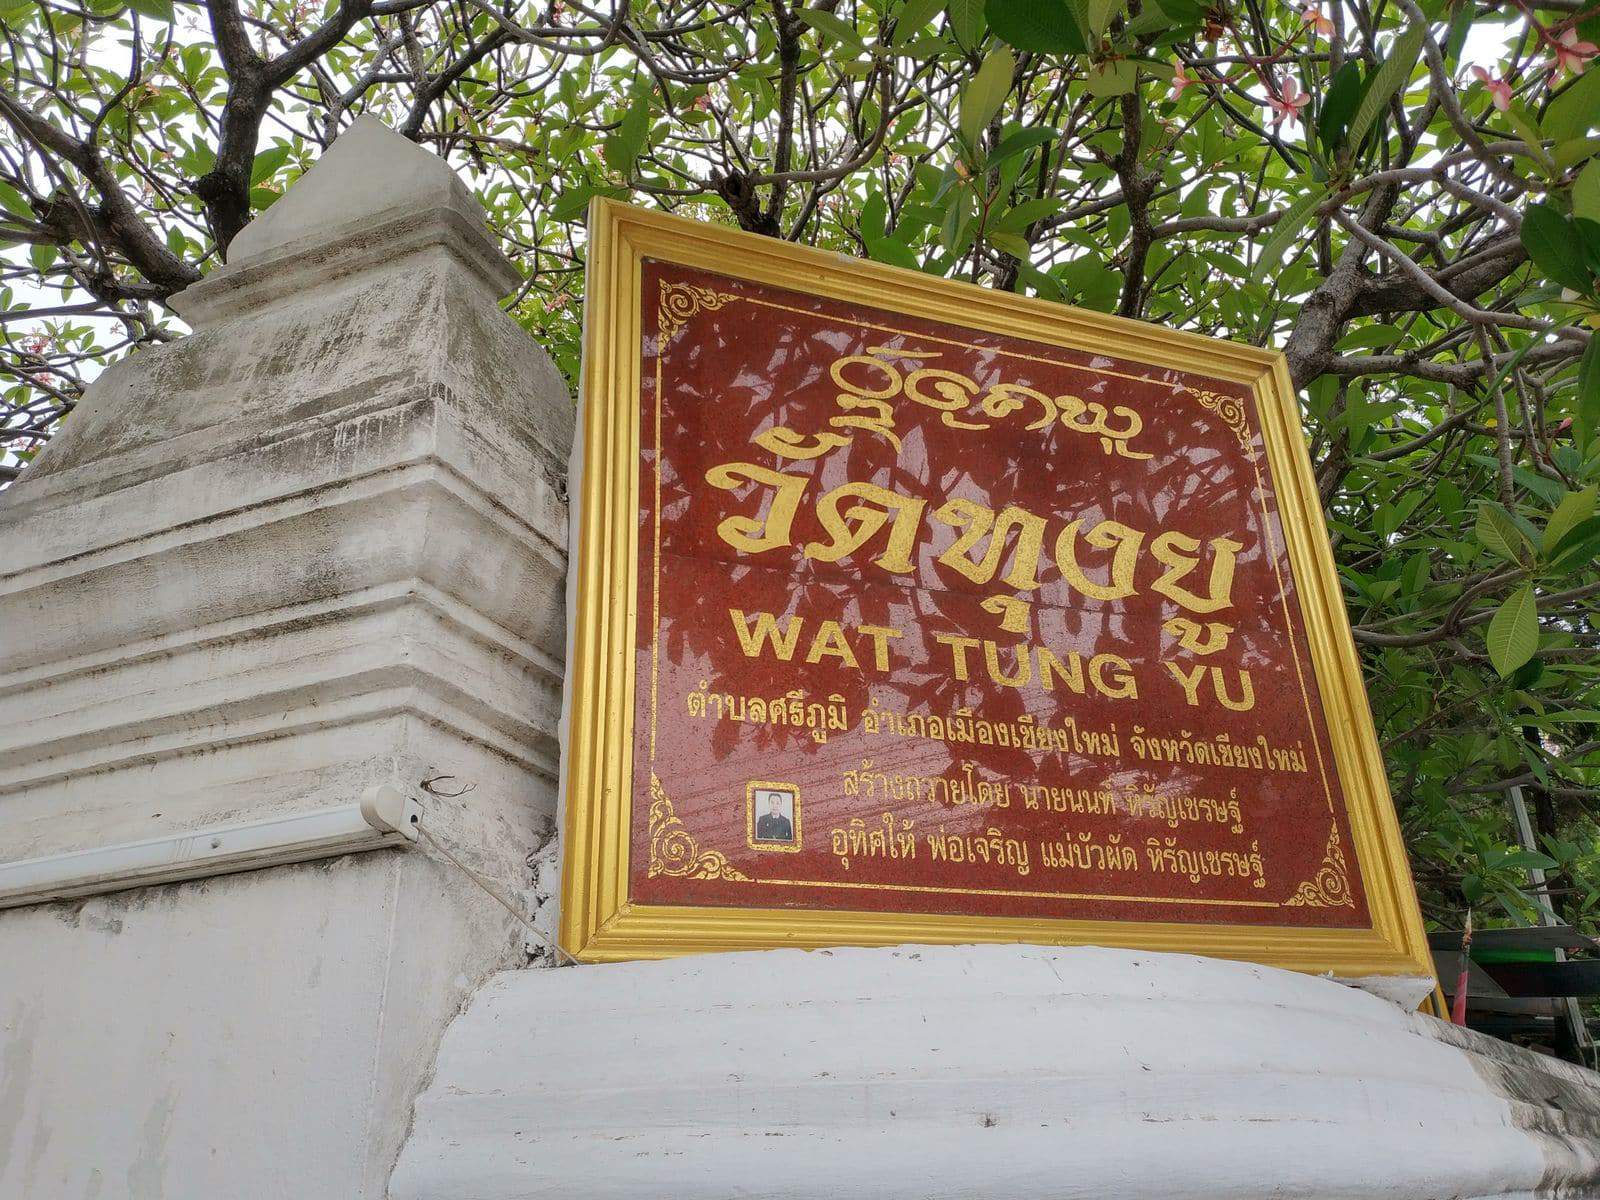 วัดทุงยู
WAT TUNG YU
ตำบลศรีภูมิ อำเภอเมืองเชียงใหม่ จังหวัดเชียงใหม่
สร้างถวายโดย นายนนท์ หิรัญเชรษฐ์
อุทิศให้ พ่อเจริญ แม่บัวผัด หิรัญเชรษฐ์